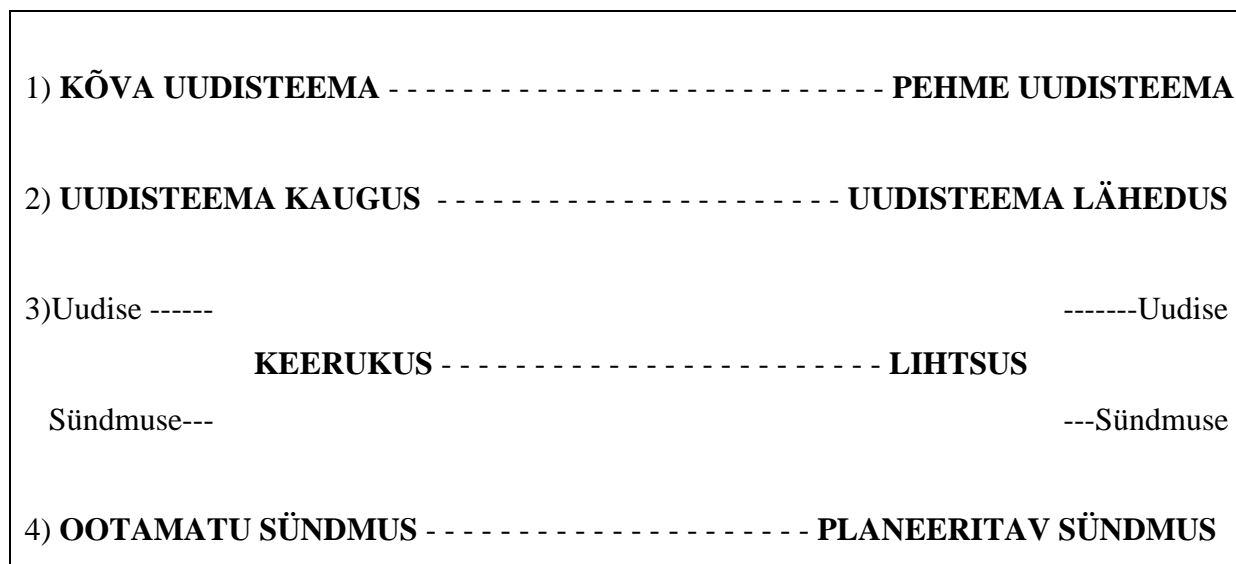 1) KÕVA UUDISTEEMA - - - - - - - - - - - - - - - - - - - - - - - - - - - PEHME UUDISTEEMA
2) UUDISTEEMA KAUGUS - - - - - - - - - - - - - - - - - - - - - - UUDISTEEMA LÄHEDUS
3)Uudise ------ -------Uudise
KEERUKUS - - - - - - - - - - - - - - - - - - - - - - - - LIHTSUS
Sündmuse--- ---Sündmuse
4) OOTAMATU SÜNDMUS - - - - - - - - - - - - - - - - - - - - - PLANEERITAV SÜNDMUS